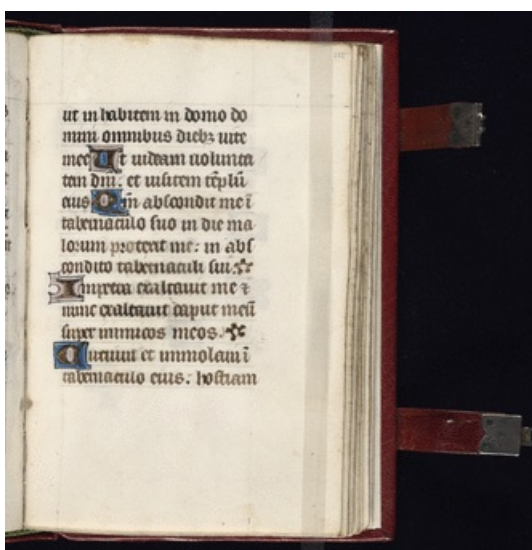 ut inhabitem in domo do
mini omnibus diebꝫ uite
mee Ut uideam uolunta
tem dm̄. et uisitem tēplū
eius Qm̄ abscondit me ī
tabernaculo suo in die ma
lorum protexit me: in abs
condito tabernaculi sui.
In petra exaltauit me ⁊
nunc exaltauit caput meū
super inimicos meos.
Circuiui et immolaui ī
tabernaculo eius. hostiam